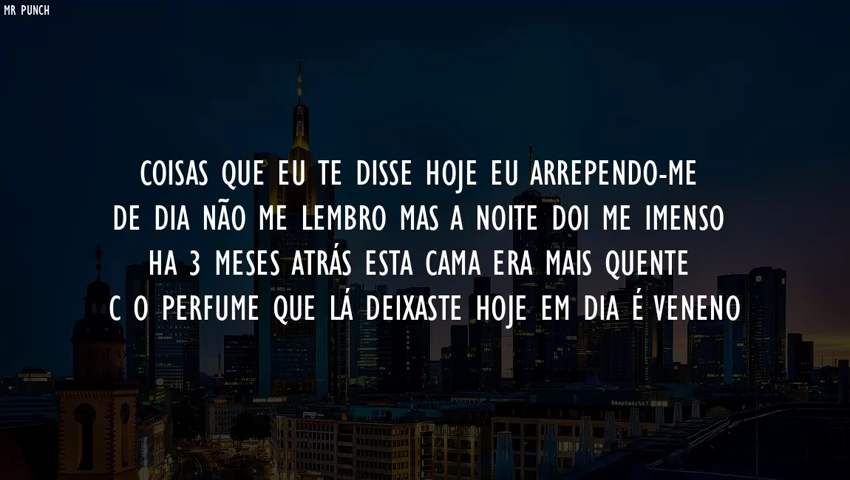 MR PUNCH
COISAS QUE EU TE DISSE HOJE EU ARREPENDO-ME
DE DIA NÃO ME LEMBRO MAS A NOITE DOI ME IMENSO
HA 3 MESES ATRÁS ESTA CAMA ERA MAIS QUENTE
C O PERFUME QUE LÁ DEIXASTE HOJE EM DIA É VENENO